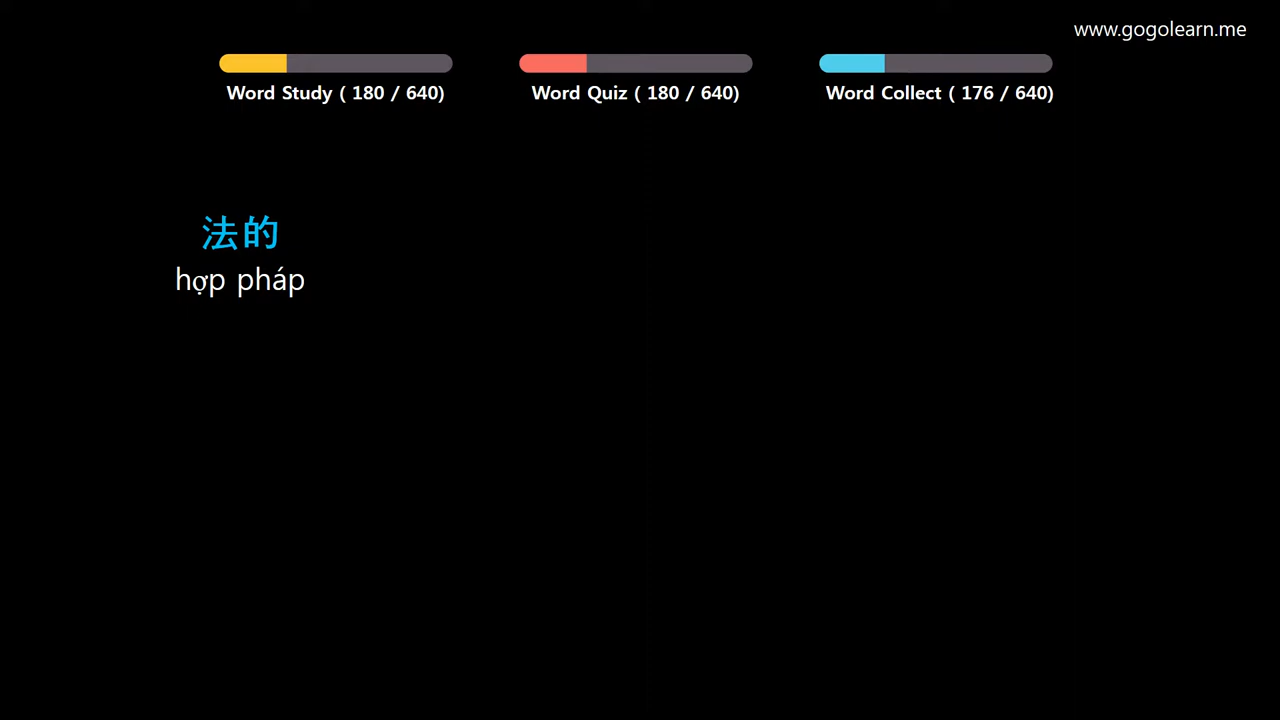 www.gogolearn.me
Word Study ( 180 / 640)
Word Quiz ( 180 / 640)
Word Collect ( 176 / 640)
法的
hợp pháp